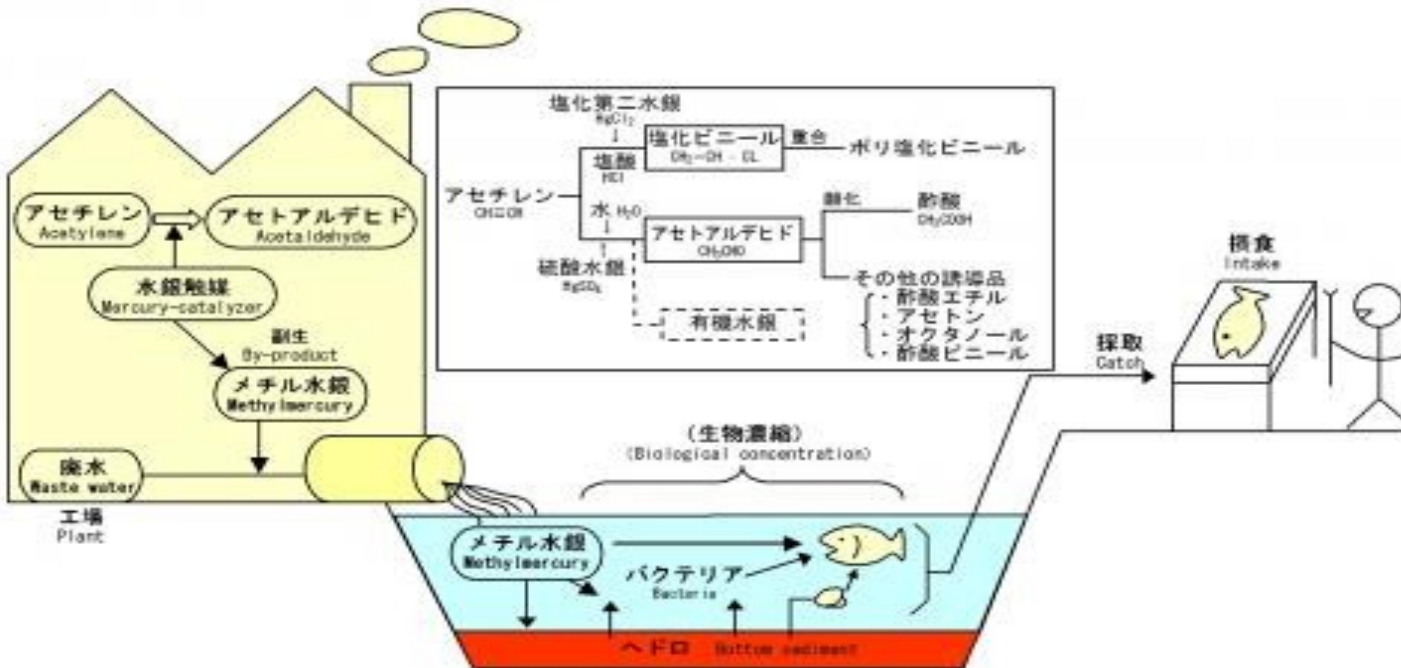 アセチレン
Acetylene
アセトアルデヒド
Acetaldehyde
水銀触媒
Mercury-catalyzer
副生
By-product
メチル水銀
Methylmercury
廃水
Waste water
工場
Plant
塩化第二水銀
HgCl₂
↓
塩酸
HCl
塩化ビニール
CH₂-CH - CL
重合
ポリ塩化ビニール
アセチレン
CH≡CH
水 H₂O
↓
↑
硫酸水銀
HgSO₄
アセトアルデヒド
CH₃CHO
酸化
酢酸
CH₃COOH
その他の誘導品
・酢酸エチル
・アセトン
・オクタノール
・酢酸ビニール
有機水銀
摂食
Intake
採取
Catch
(生物濃縮)
(Biological concentration)
メチル水銀
Methylmercury
バクテリア
Bacteria
ヘドロ Bottom sediment